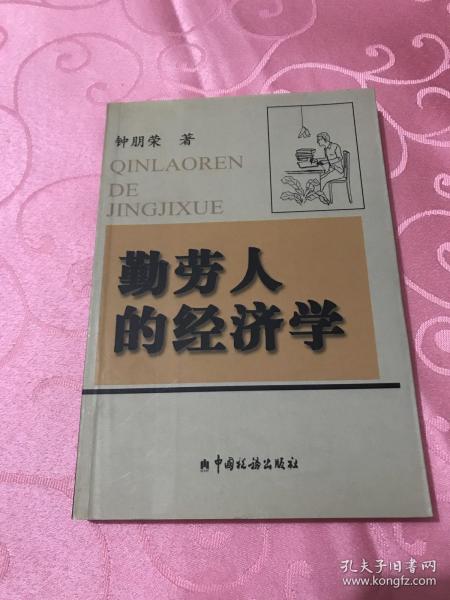 钟朋荣 著
QINLAOREN
DE
JINGJIXUE
勤劳人
的经济学
中国税务出版社
孔夫子旧书网
www.kongfz.com